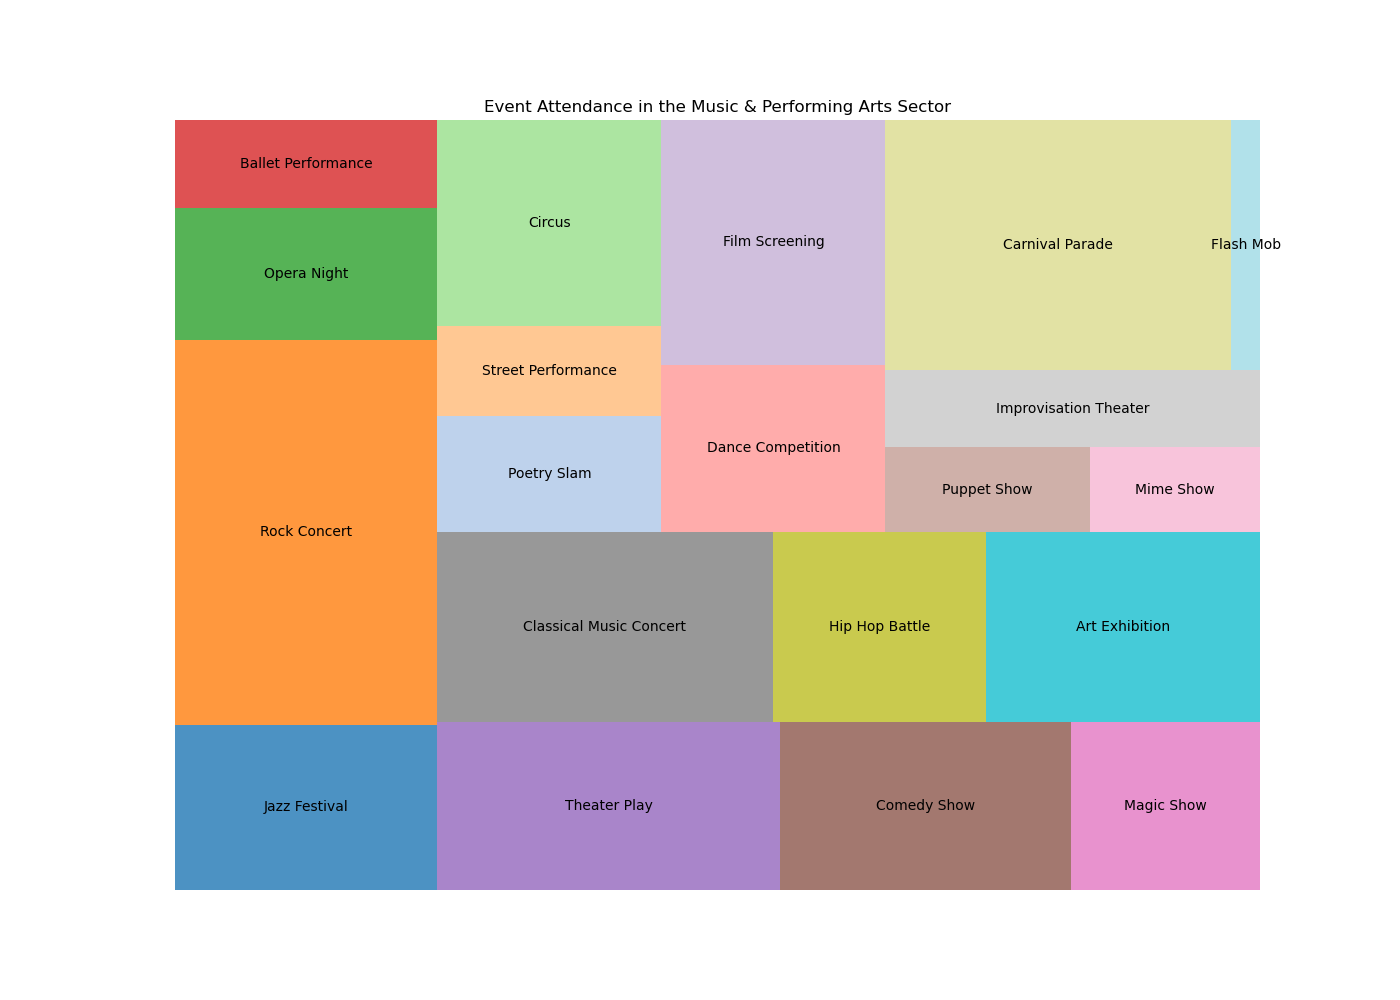 Event Attendance in the Music & Performing Arts Sector
Ballet Performance
Opera Night
Rock Concert
Jazz Festival
Circus
Street Performance
Poetry Slam
Film Screening
Dance Competition
Carnival Parade
Flash Mob
Improvisation Theater
Puppet Show
Mime Show
Classical Music Concert
Hip Hop Battle
Art Exhibition
Theater Play
Comedy Show
Magic Show